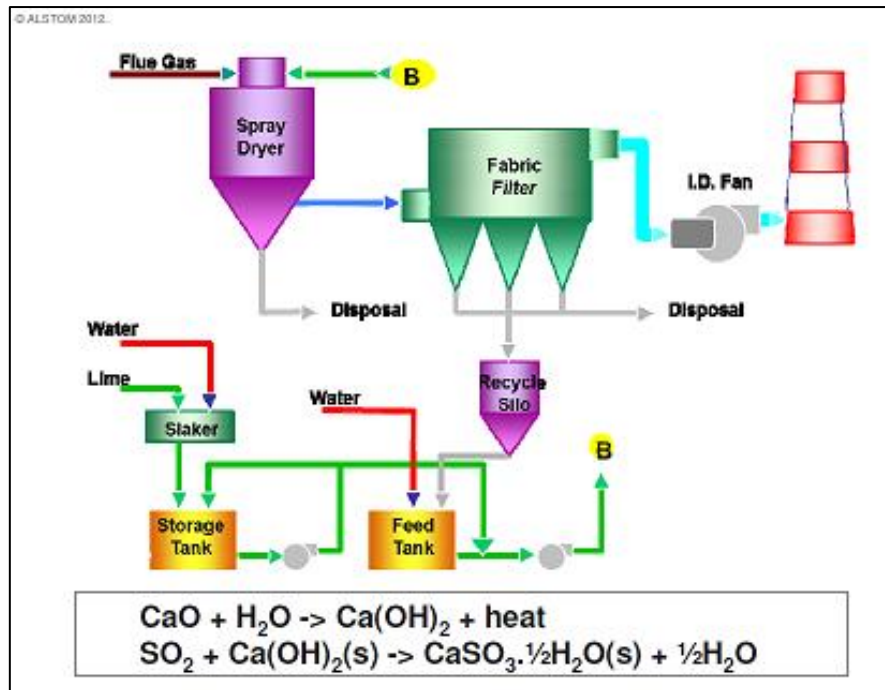 © ALSTOM 2012.
Flue Gas
B
Spray
Dryer
Fabric
Filter
I.D. Fan
Disposal
Disposal
Water
Lime
Slaker
Water
Recycle
Silo
B
Storage
Tank
Feed
Tank
CaO + H₂O -> Ca(OH)₂ + heat
SO₂ + Ca(OH)₂(s) -> CaSO₃.½H₂O(s) + ½H₂O